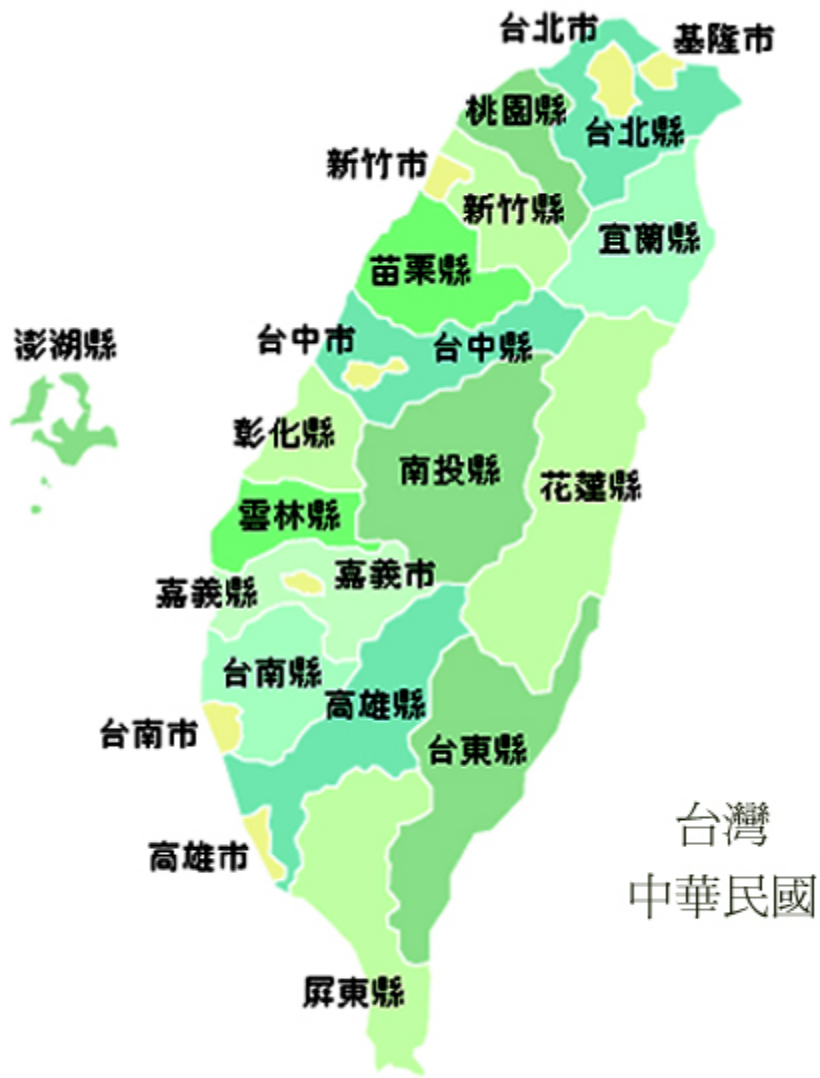 台北市
基隆市
桃園縣
台北縣
新竹市
新竹縣
宜蘭縣
苗栗縣
台中市
台中縣
澎湖縣
彰化縣
南投縣
花蓮縣
雲林縣
嘉義市
嘉義縣
台南縣
高雄縣
台南市
台東縣
高雄市
屏東縣
台灣
中華民國